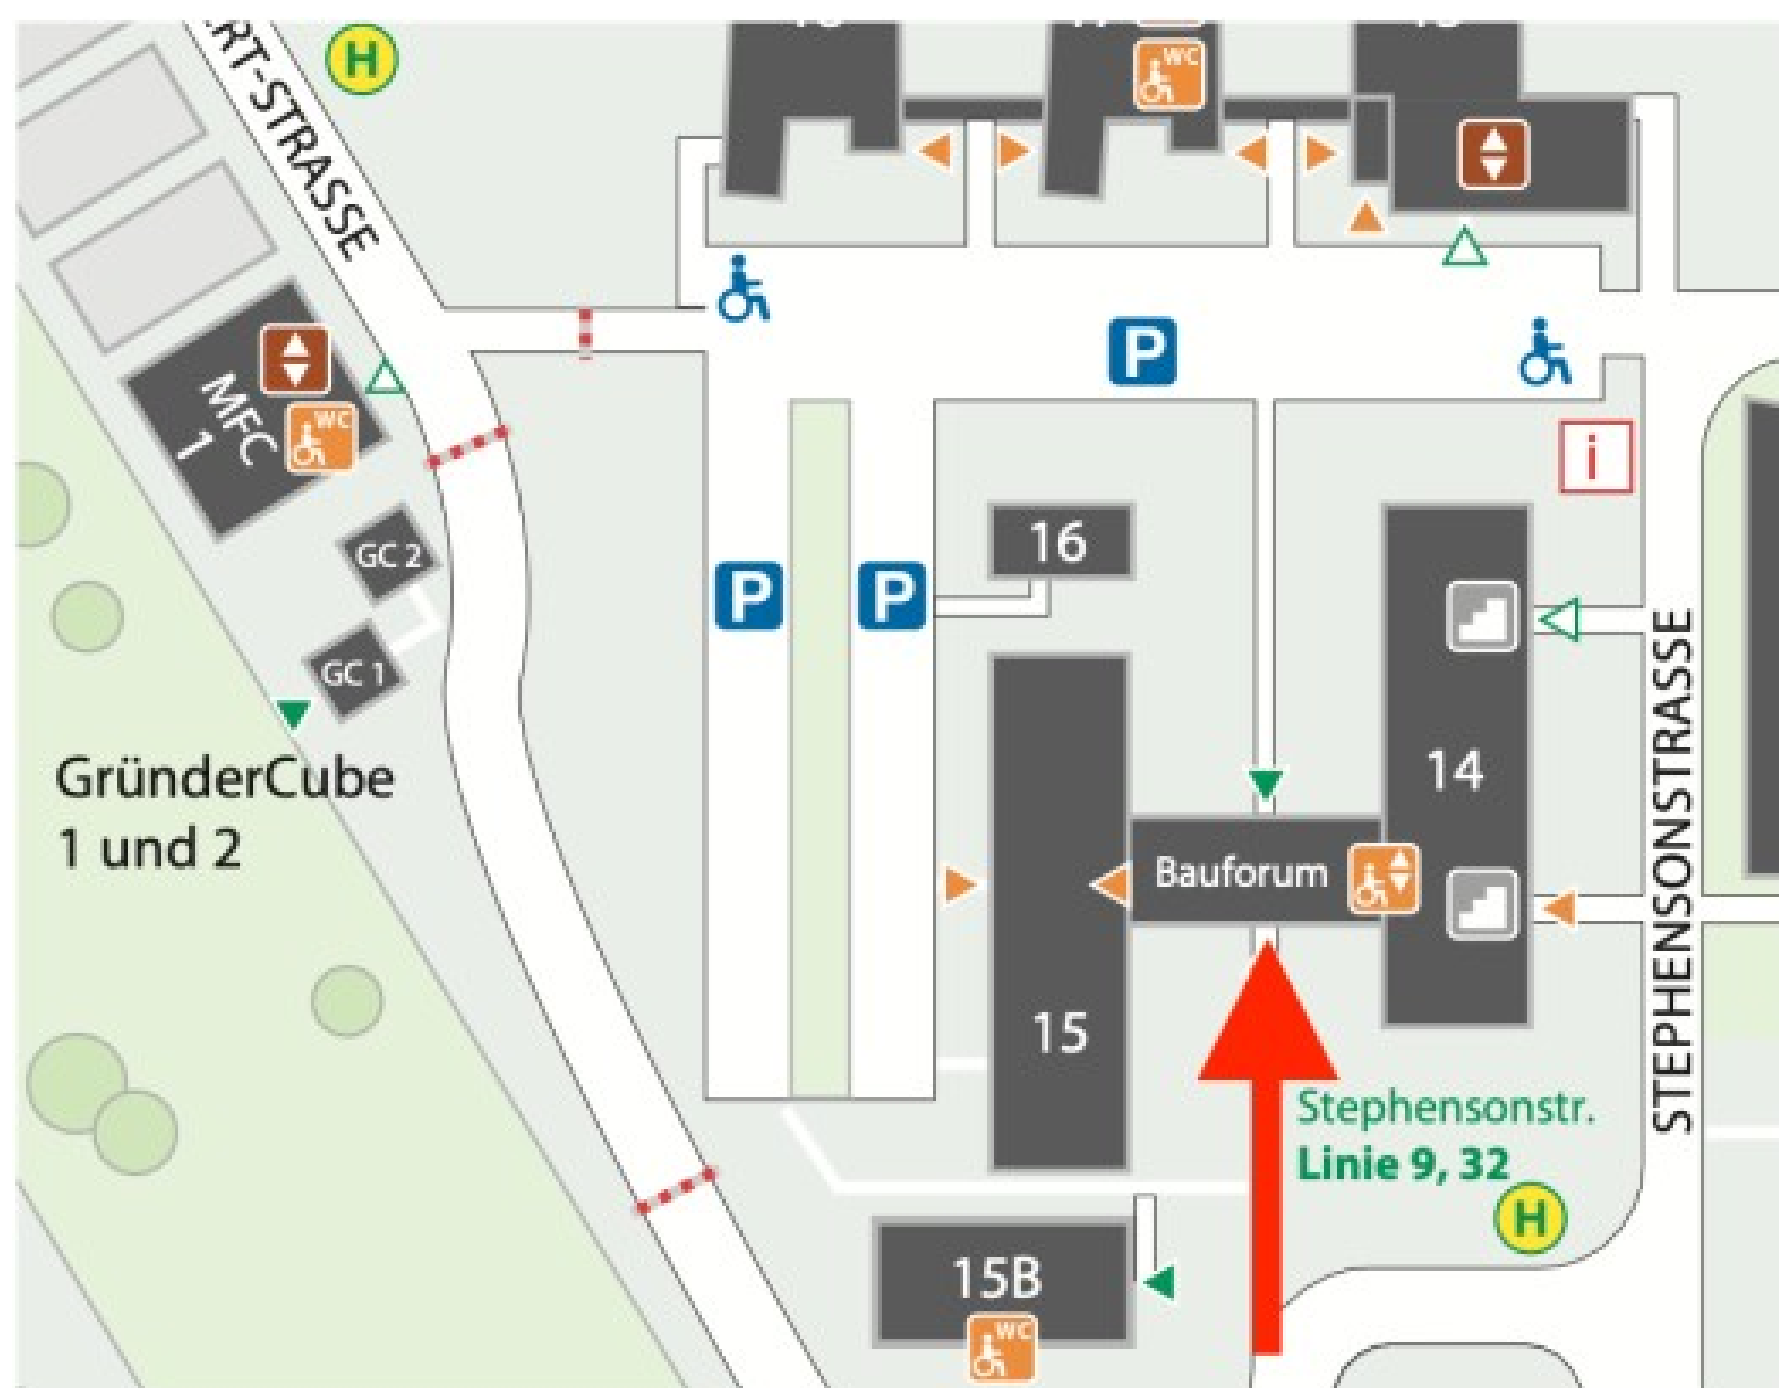 ERT-STRASSE
H
WC
P
i
MFC
1
WC
GC 2
16
P
P
GC 1
14
STEPHENSONSTRASSE
GründerCube
1 und 2
Bauforum
15
Stephensonstr.
Linie 9, 32
H
15B
WC